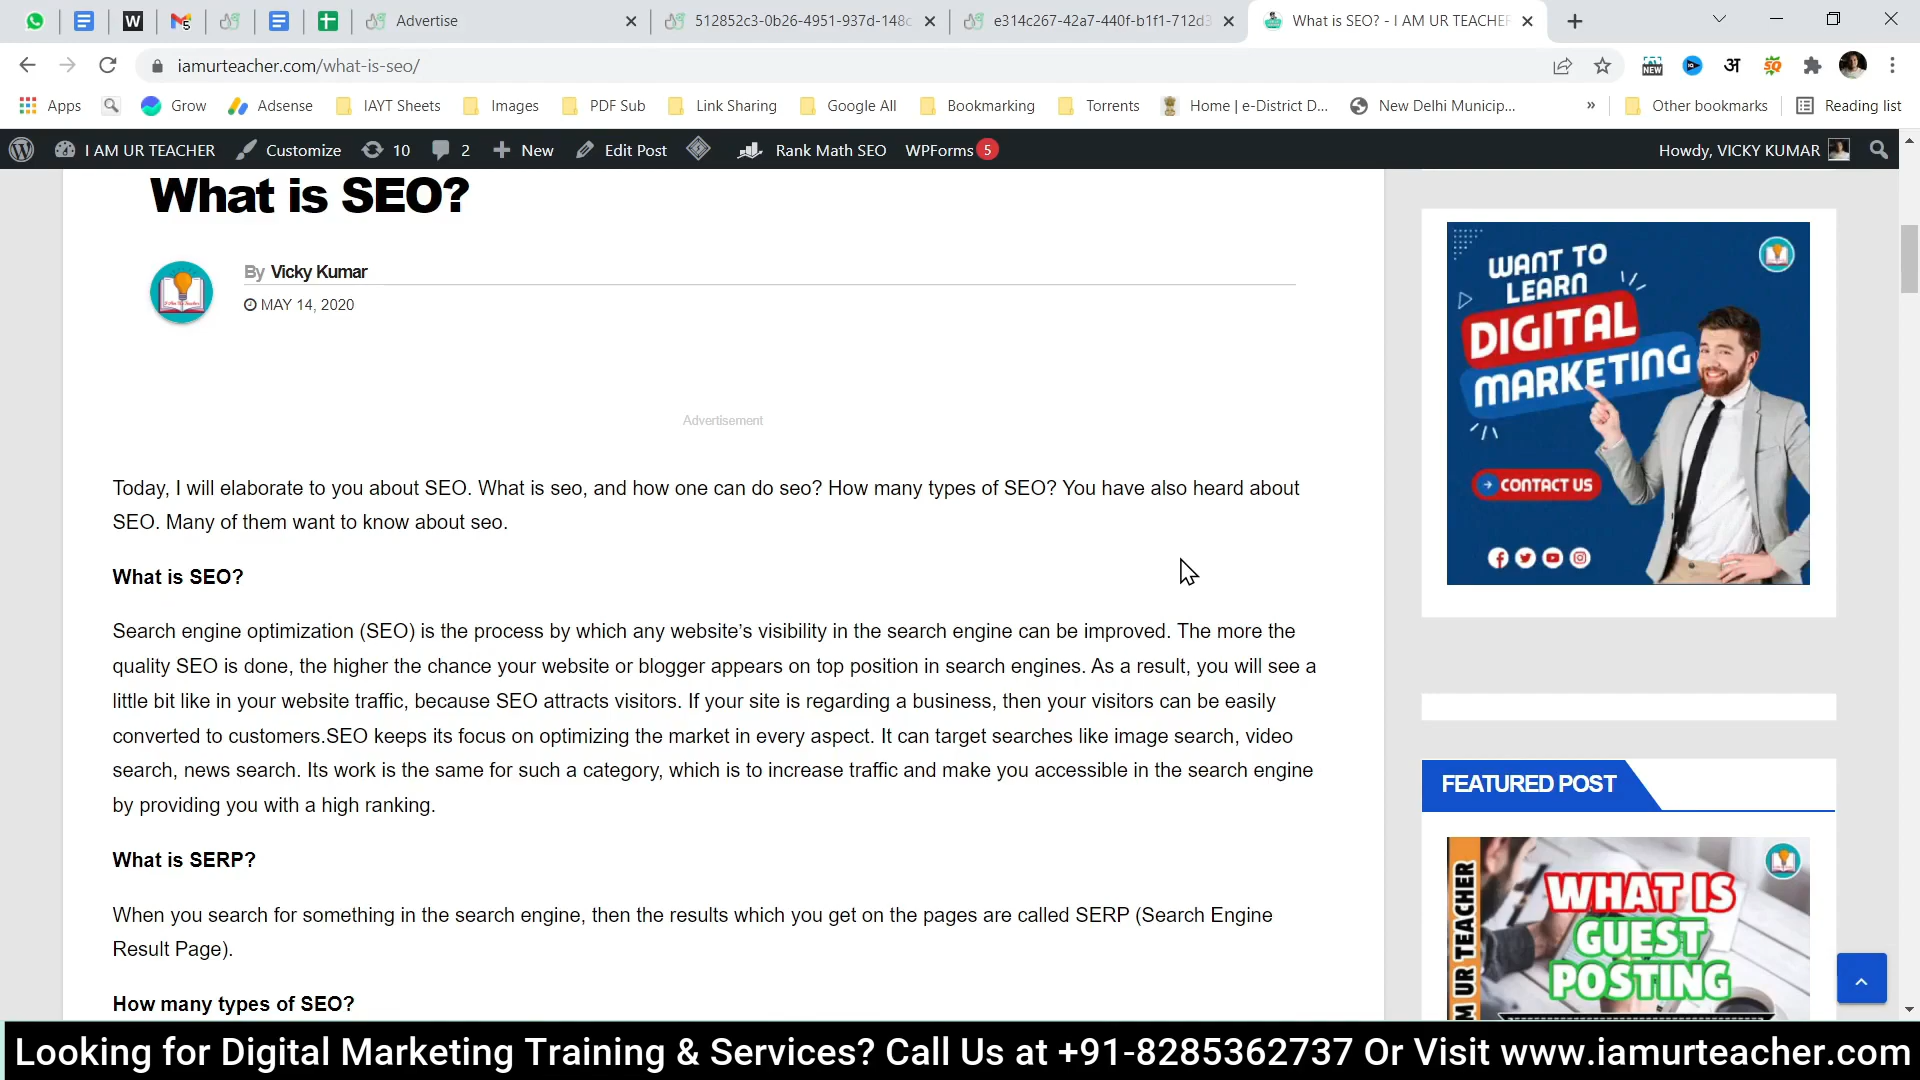 W
Advertise
512852c3-0b26-4951-937d-148c
e314c267-42a7-440f-b1f1-712d3
What is SEO? - I AM UR TEACHER
iamurteacher.com/what-is-seo/
NEW
अ
SQ
Apps
Grow
Adsense
IAYT Sheets
Images
PDF Sub
Link Sharing
Google All
Bookmarking
Torrents
Home | e-District D...
New Delhi Municip...
»
Other bookmarks
Reading list
I AM UR TEACHER
Customize
10
2
New
Edit Post
Rank Math SEO
WPForms 5
Howdy, VICKY KUMAR
What is SEO?
By Vicky Kumar
MAY 14, 2020
Advertisement
Today, I will elaborate to you about SEO. What is seo, and how one can do seo? How many types of SEO? You have also heard about
SEO. Many of them want to know about seo.
What is SEO?
Search engine optimization (SEO) is the process by which any website's visibility in the search engine can be improved. The more the
quality SEO is done, the higher the chance your website or blogger appears on top position in search engines. As a result, you will see a
little bit like in your website traffic, because SEO attracts visitors. If your site is regarding a business, then your visitors can be easily
converted to customers.SEO keeps its focus on optimizing the market in every aspect. It can target searches like image search, video
search, news search. Its work is the same for such a category, which is to increase traffic and make you accessible in the search engine
by providing you with a high ranking.
What is SERP?
When you search for something in the search engine, then the results which you get on the pages are called SERP (Search Engine
Result Page).
How many types of SEO?
WANT TO
LEARN
DIGITAL
MARKETING
CONTACT US
FEATURED POST
M UR TEACHER
WHAT IS
GUEST
POSTING
Looking for Digital Marketing Training & Services? Call Us at +91-8285362737 Or Visit www.iamurteacher.com